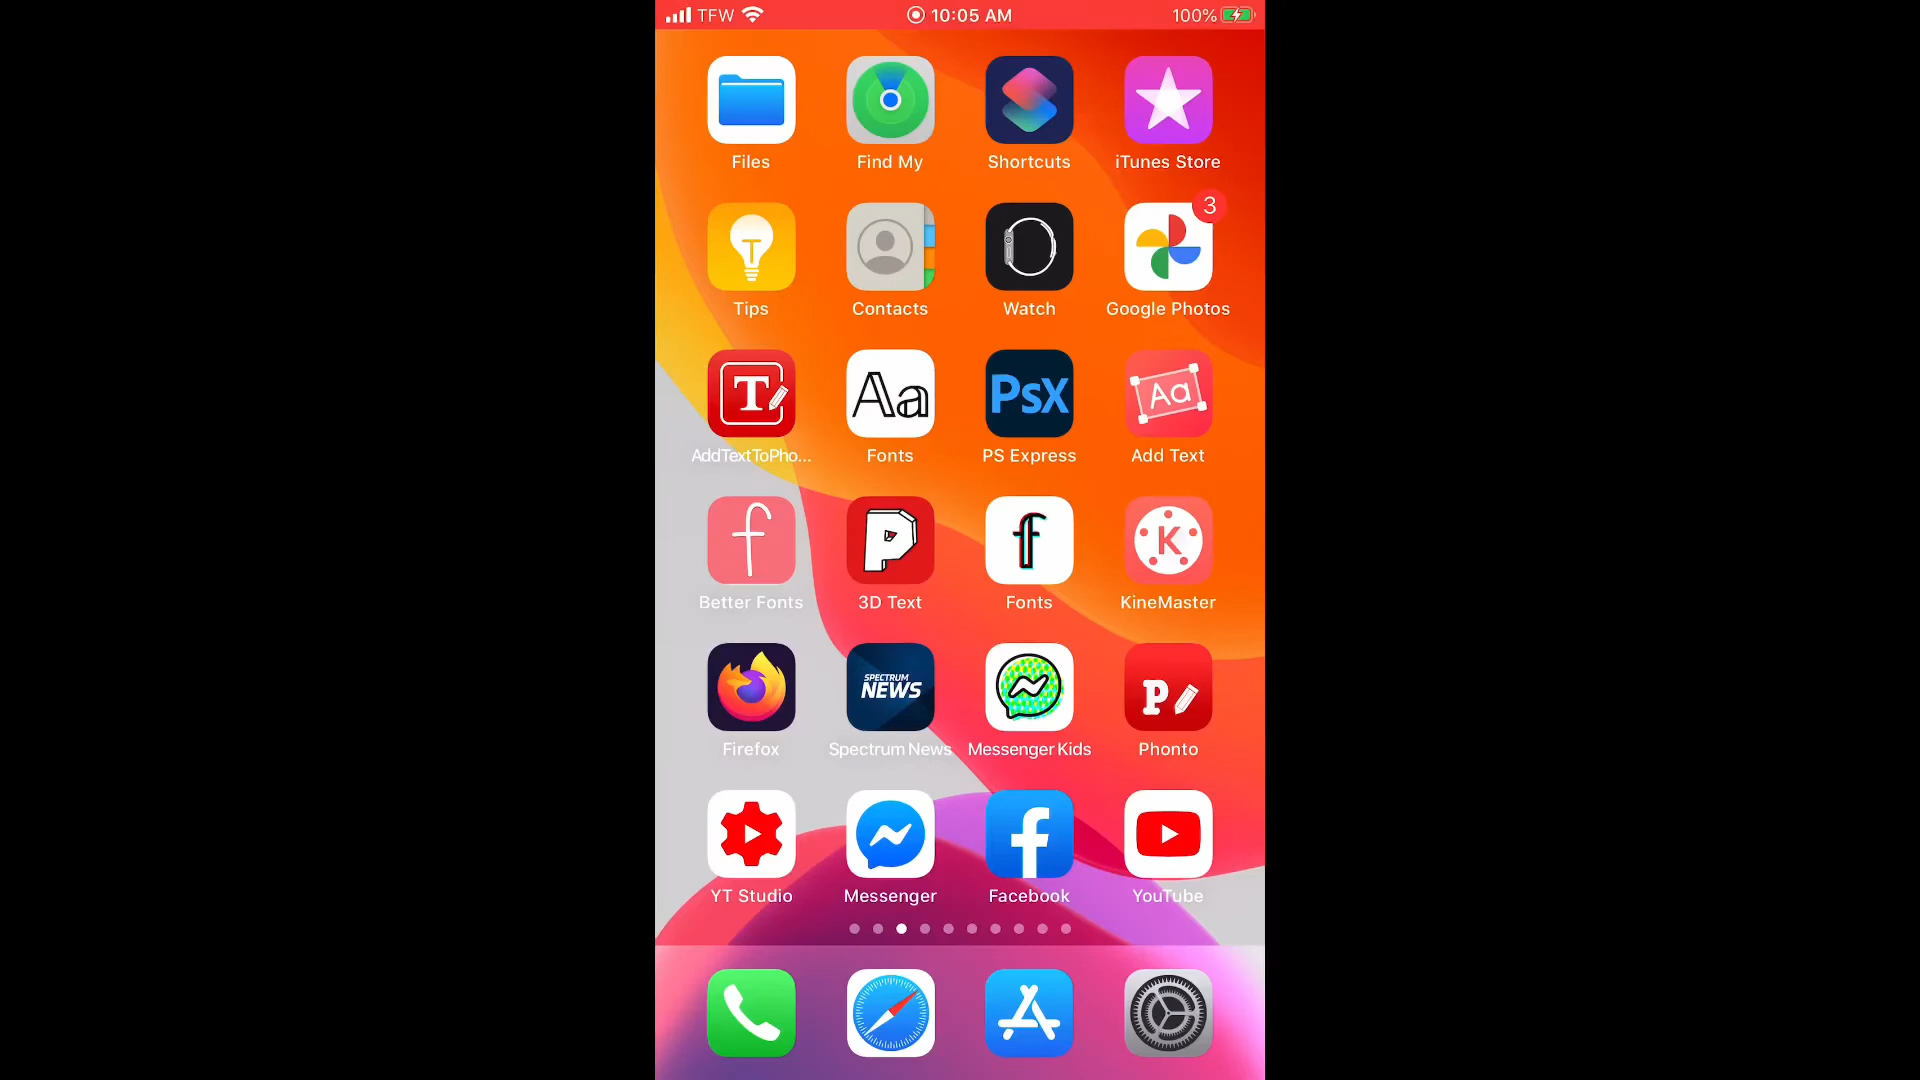 TFW 10:05 AM 100%
Files Find My Shortcuts iTunes Store
3
T
Tips Contacts Watch Google Photos
T Aa PsX Aa
AddTextToPho... Fonts PS Express Add Text
f P f K
Better Fonts 3D Text Fonts KineMaster
SPECTRUM
NEWS
P
Firefox Spectrum News Messenger Kids Phonto
f
YT Studio Messenger Facebook YouTube